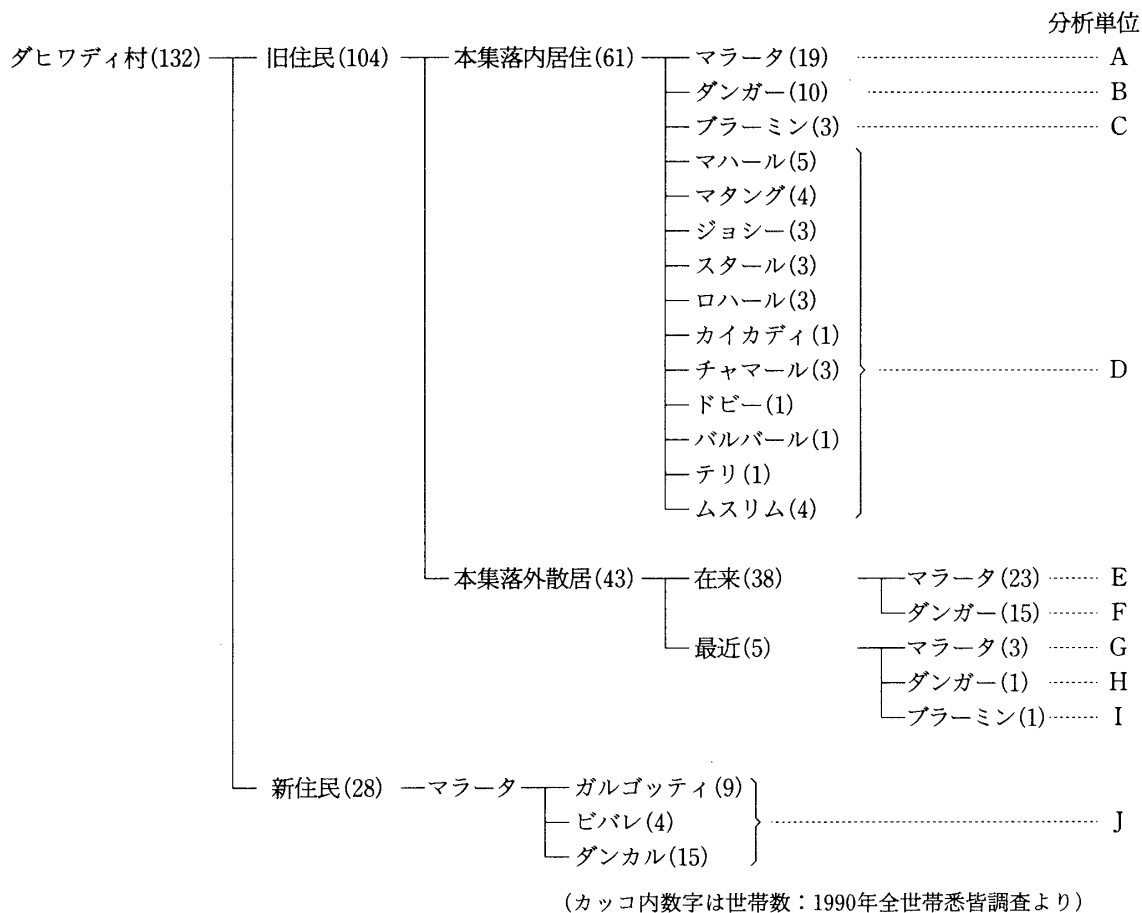 分析単位
ダヒワディ村(132) 旧住民(104) 本集落内居住(61) マラータ(19) A
ダンガー(10) B
ブラーミン(3) C
マハール(5)
マタング(4)
ジョシー(3)
スタール(3)
ロハール(3)
カイカディ(1)
チャマール(3) D
ドビー(1)
バルバール(1)
テリ(1)
ムスリム(4)
本集落外散居(43) 在来(38) マラータ(23) E
ダンガー(15) F
最近(5) マラータ(3) G
ダンガー(1) H
ブラーミン(1) I
新住民(28) マラータ ガルゴッティ(9)
ビバレ(4) J
ダンカル(15)
(カッコ内数字は世帯数:1990年全世帯悉皆調査より)